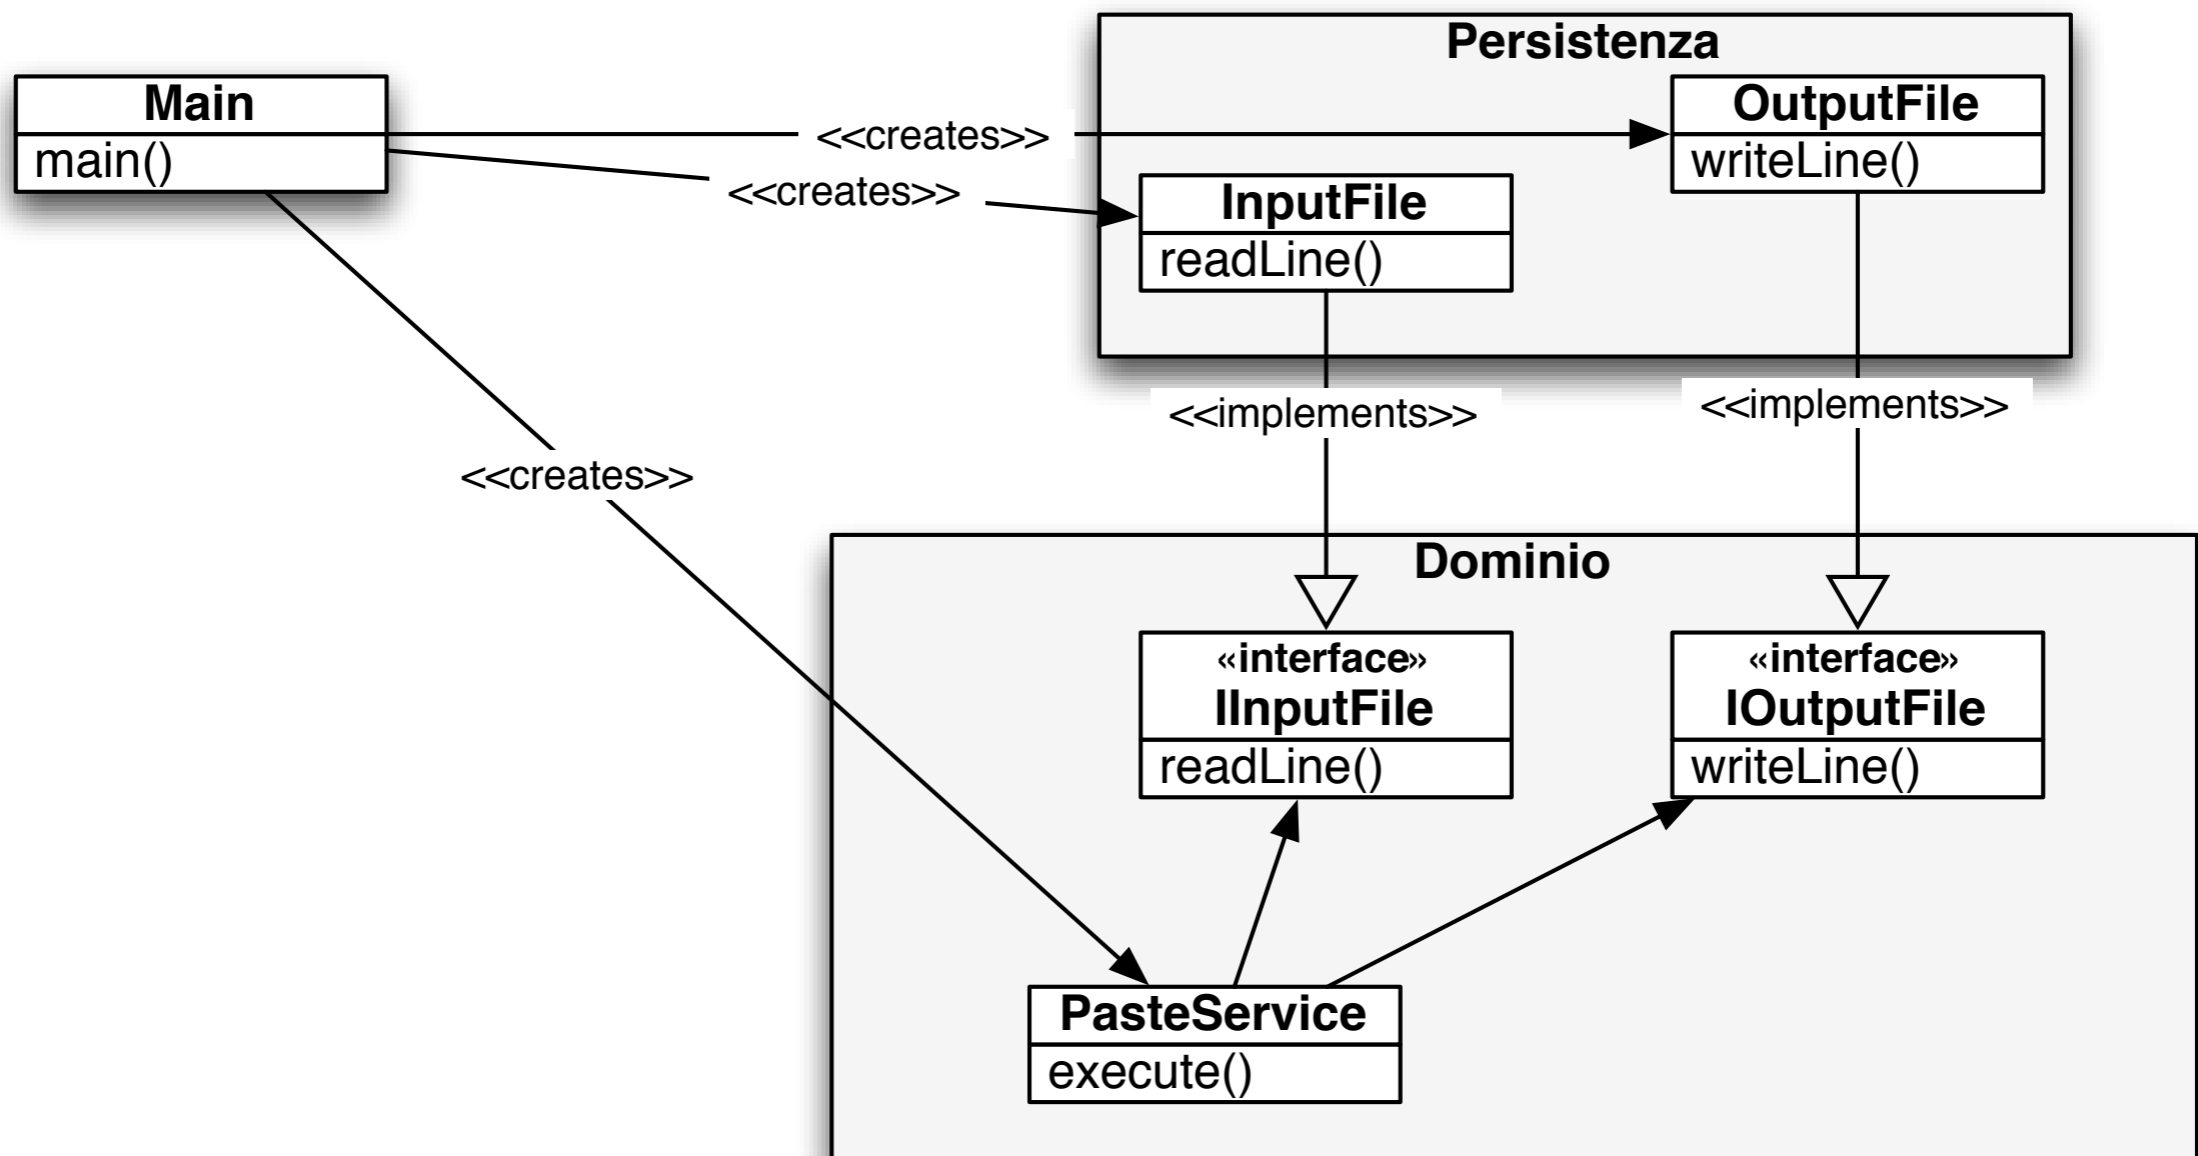 Persistenza
Main
main()
<<creates>>
OutputFile
writeLine()
<<creates>>
InputFile
readLine()
<<implements>>
<<implements>>
<<creates>>
Dominio
«interface»
IInputFile
readLine()
«interface»
IOutputFile
writeLine()
PasteService
execute()